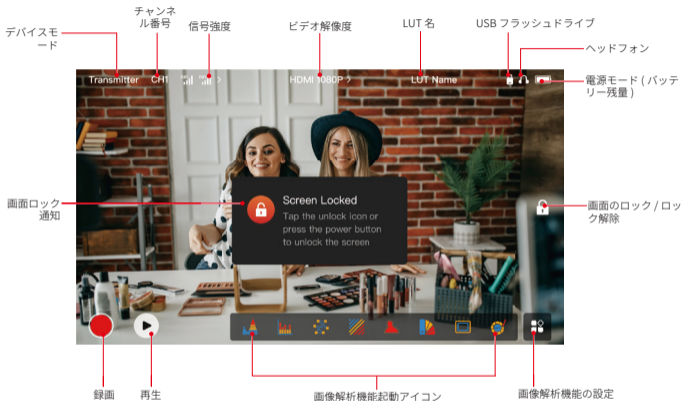 チャンネ
ル番号
信号強度
ビデオ解像度
LUT 名
USB フラッシュドライブ
デバイスモ
ード
ヘッドフォン
Transmitter
CH1
HDMI 1080P >
LUT Name
電源モード ( バッテ
リー残量 )
画面ロック
通知
Screen Locked
Tap the unlock icon or
press the power button
to unlock the screen
画面のロック / ロッ
ク解除
録画
再生
画像解析機能起動アイコン
画像解析機能の設定